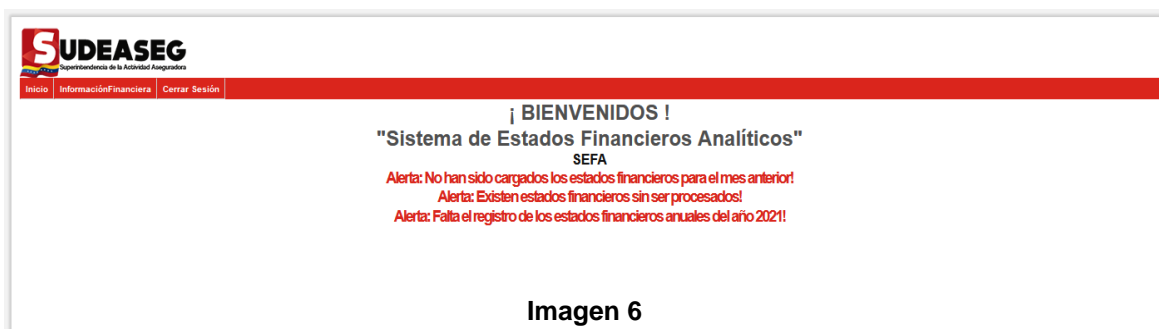 SUDEASEG
Superintendencia de la Actividad Aseguradora
Inicio InformaciónFinanciera Cerrar Sesión
¡ BIENVENIDOS !
"Sistema de Estados Financieros Analíticos"
SEFA
Alerta: No han sido cargados los estados financieros para el mes anterior!
Alerta: Existen estados financieros sin ser procesados!
Alerta: Falta el registro de los estados financieros anuales del año 2021!
Imagen 6